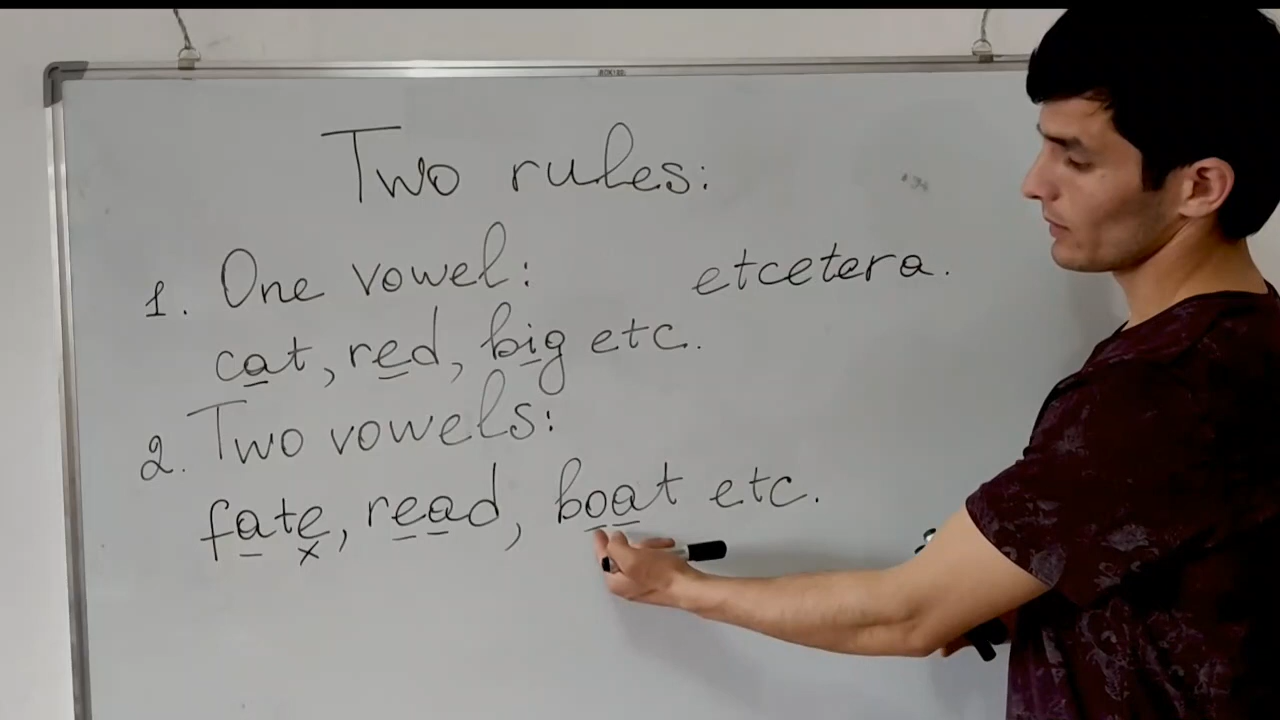 Two rules:
1. One vowel:
etcetera.
cat, red, big etc.
2. Two vowels:
fate, read, boat etc.
x